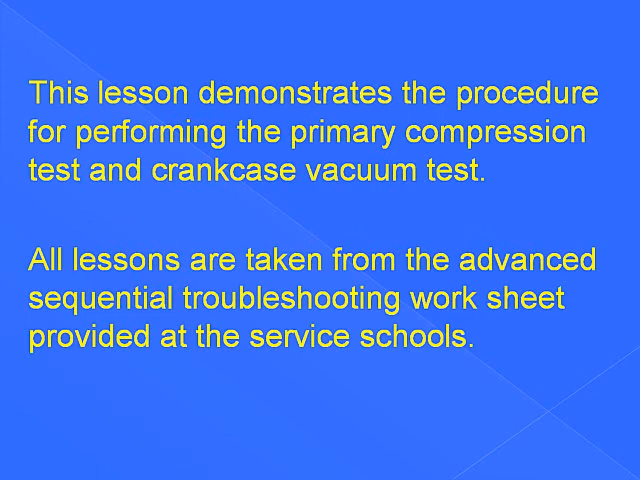 This lesson demonstrates the procedure
for performing the primary compression
test and crankcase vacuum test.
All lessons are taken from the advanced
sequential troubleshooting work sheet
provided at the service schools.